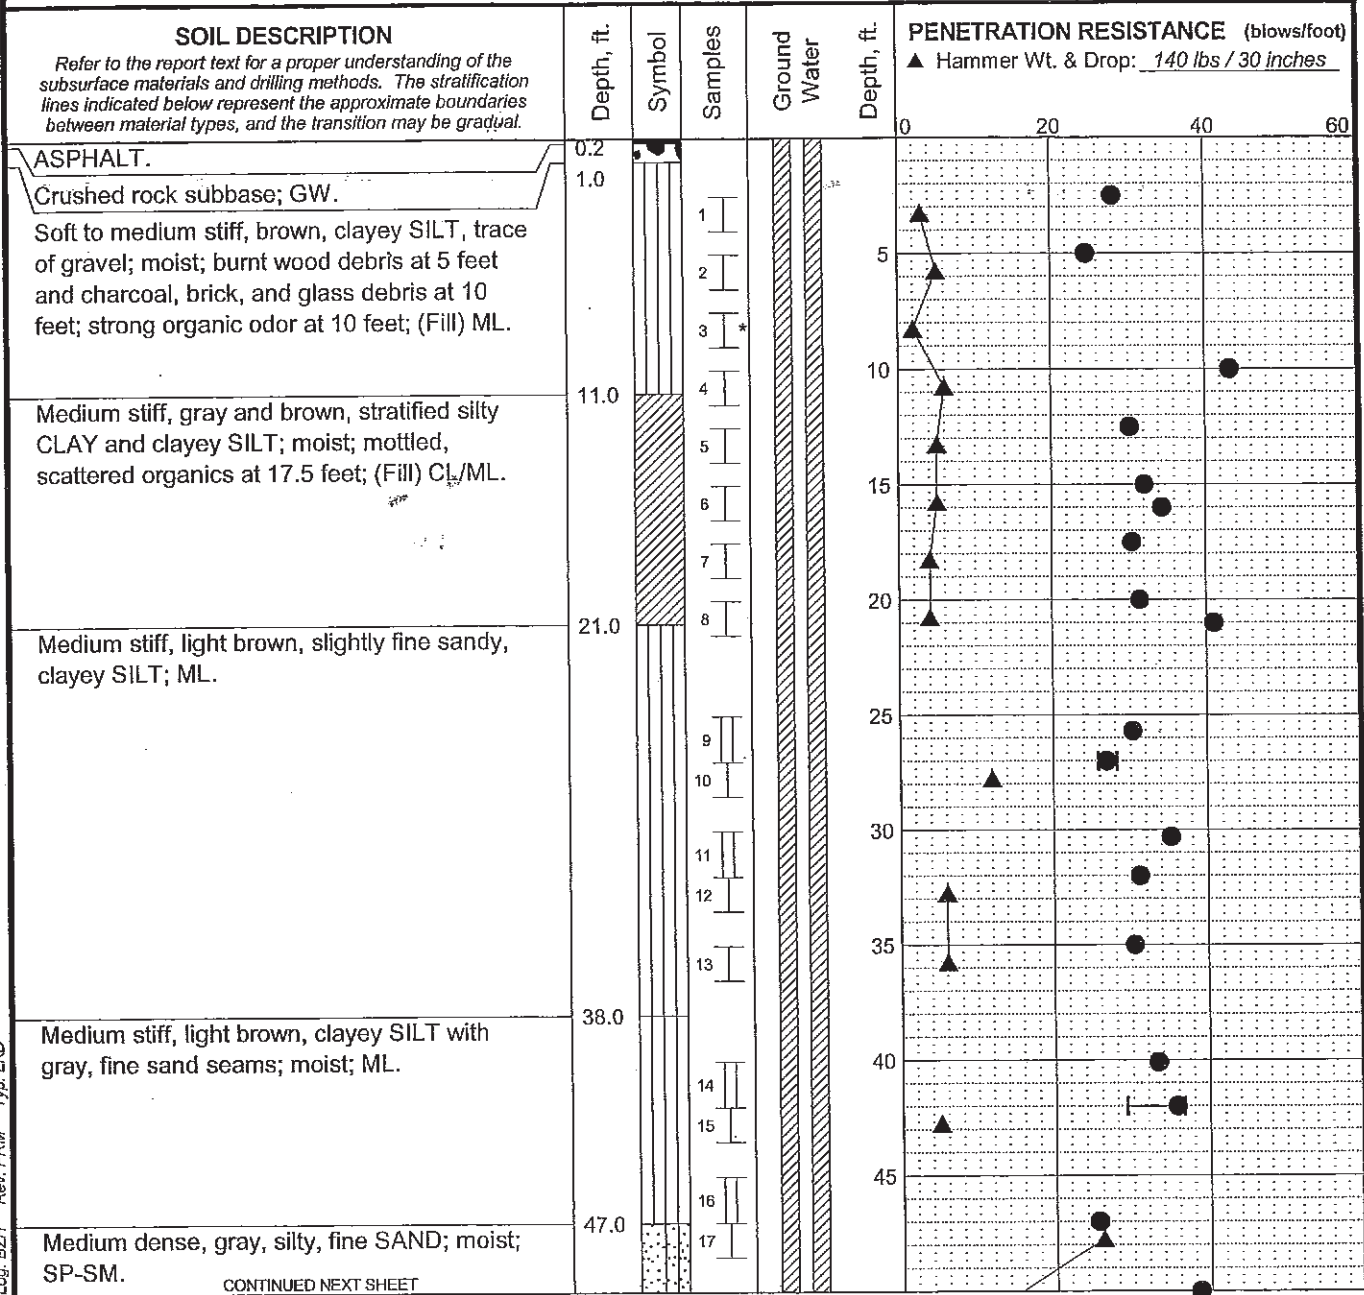 SOIL DESCRIPTION
Refer to the report text for a proper understanding of the
subsurface materials and drilling methods. The stratification
lines indicated below represent the approximate boundaries
between material types, and the transition may be gradual.
Depth, ft.
Symbol
Samples
Ground
Water
Depth, ft.
PENETRATION RESISTANCE (blows/foot)
▲ Hammer Wt. & Drop: 140 lbs / 30 inches
0 20 40 60
ASPHALT.
0.2
Crushed rock subbase; GW.
1.0
Soft to medium stiff, brown, clayey SILT, trace
of gravel; moist; burnt wood debris at 5 feet
and charcoal, brick, and glass debris at 10
feet; strong organic odor at 10 feet; (Fill) ML.
11.0
Medium stiff, gray and brown, stratified silty
CLAY and clayey SILT; moist; mottled,
scattered organics at 17.5 feet; (Fill) CL/ML.
21.0
Medium stiff, light brown, slightly fine sandy,
clayey SILT; ML.
38.0
Medium stiff, light brown, clayey SILT with
gray, fine sand seams; moist; ML.
47.0
Medium dense, gray, silty, fine SAND; moist;
SP-SM.
CONTINUED NEXT SHEET
1
2
3 *
4
5
6
7
8
9
10
11
12
13
14
15
16
17
5
10
15
20
25
30
35
40
45
Typ: LKD